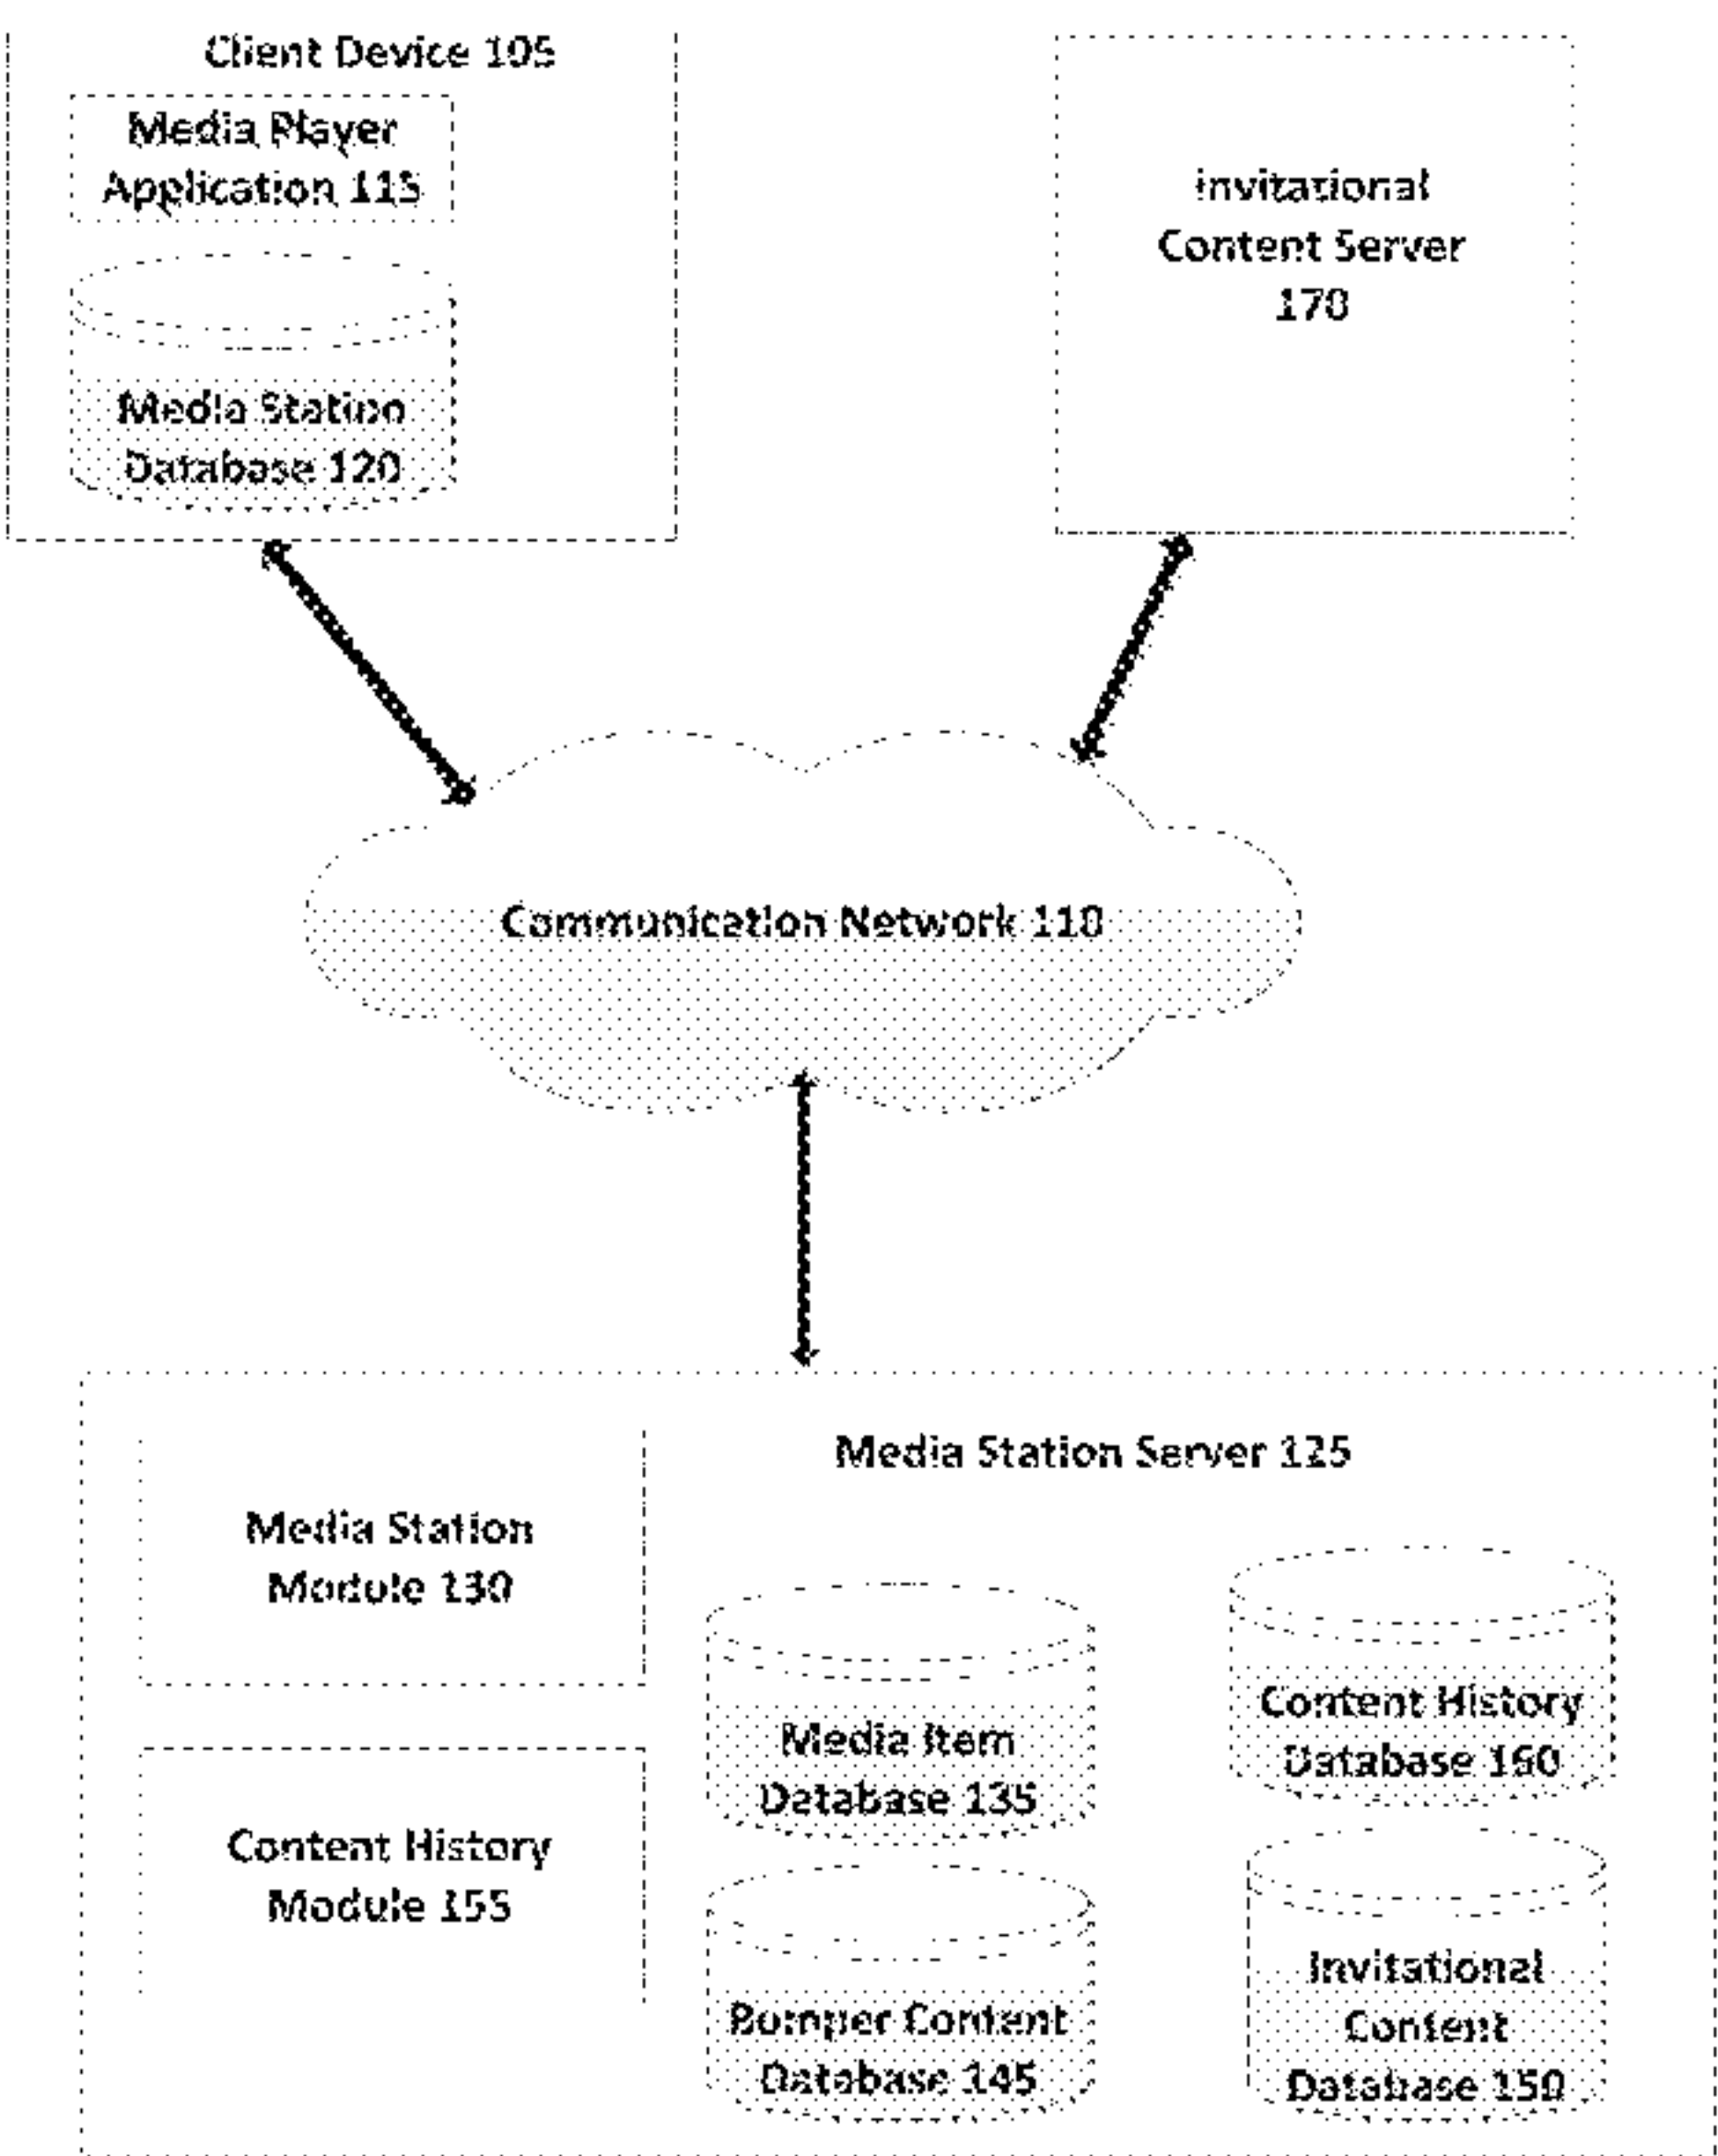 Client Device 105
Media Player
Application 115
Media Station
Database 120
Invitational
Content Server
170
Communication Network 110
Media Station Server 125
Media Station
Module 130
Content History
Module 155
Media Item
Database 135
Content History
Database 160
Bumper Content
Database 145
Invitational
Content
Database 150